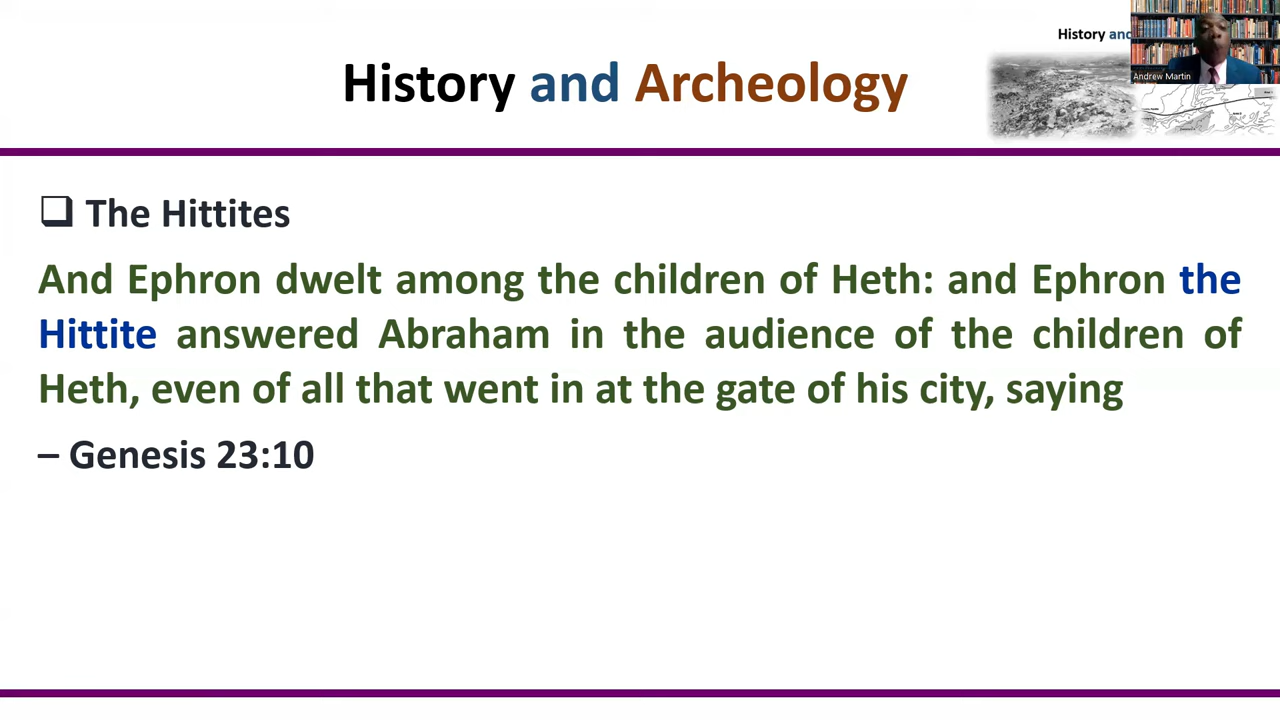 History and Archeology
History and
Andrew Martin
❑ The Hittites
And Ephron dwelt among the children of Heth: and Ephron the
Hittite answered Abraham in the audience of the children of
Heth, even of all that went in at the gate of his city, saying
– Genesis 23:10